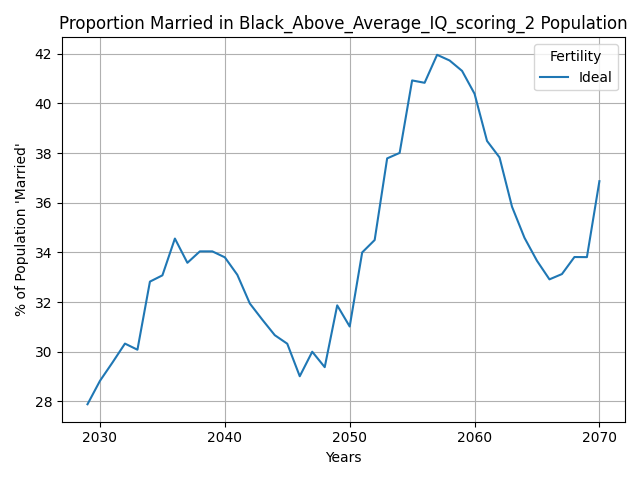 Proportion Married in Black_Above_Average_IQ_scoring_2 Population
Fertility
Ideal
% of Population 'Married'
42
40
38
36
34
32
30
28
2030
2040
2050
2060
2070
Years